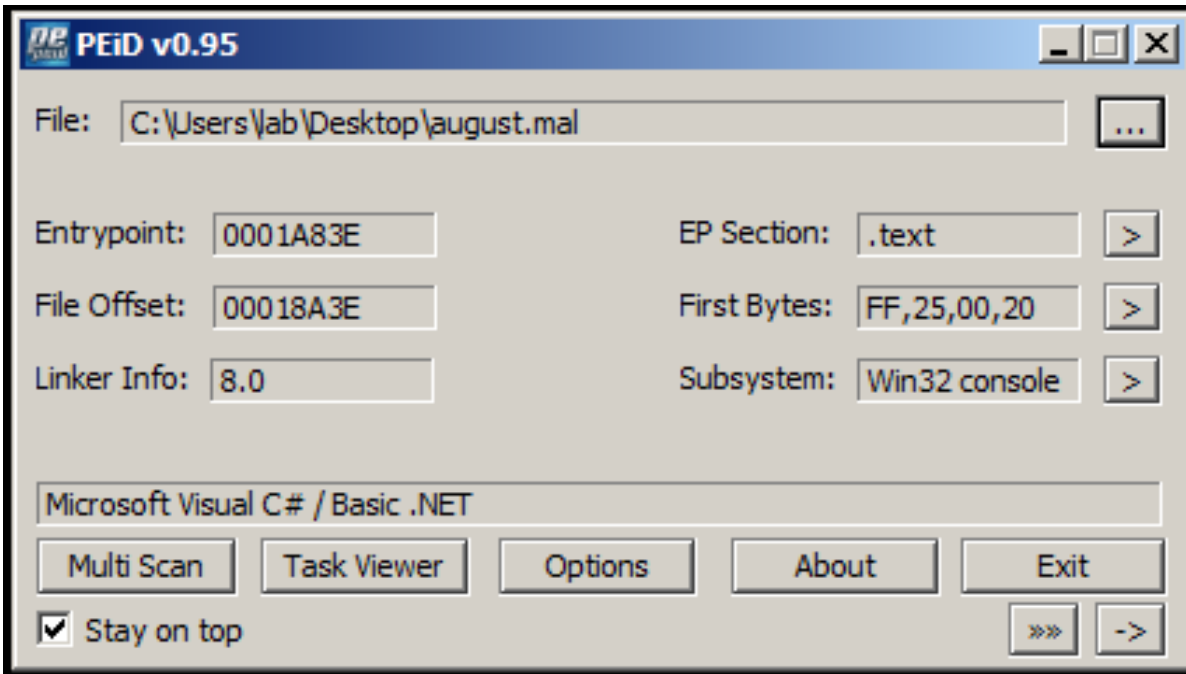 PEiD v0.95
File: C:\Users\lab\Desktop\august.mal ...
Entrypoint: 0001A83E EP Section: .text >
File Offset: 00018A3E First Bytes: FF,25,00,20 >
Linker Info: 8.0 Subsystem: Win32 console >
Microsoft Visual C# / Basic .NET
Multi Scan Task Viewer Options About Exit
Stay on top »» ->